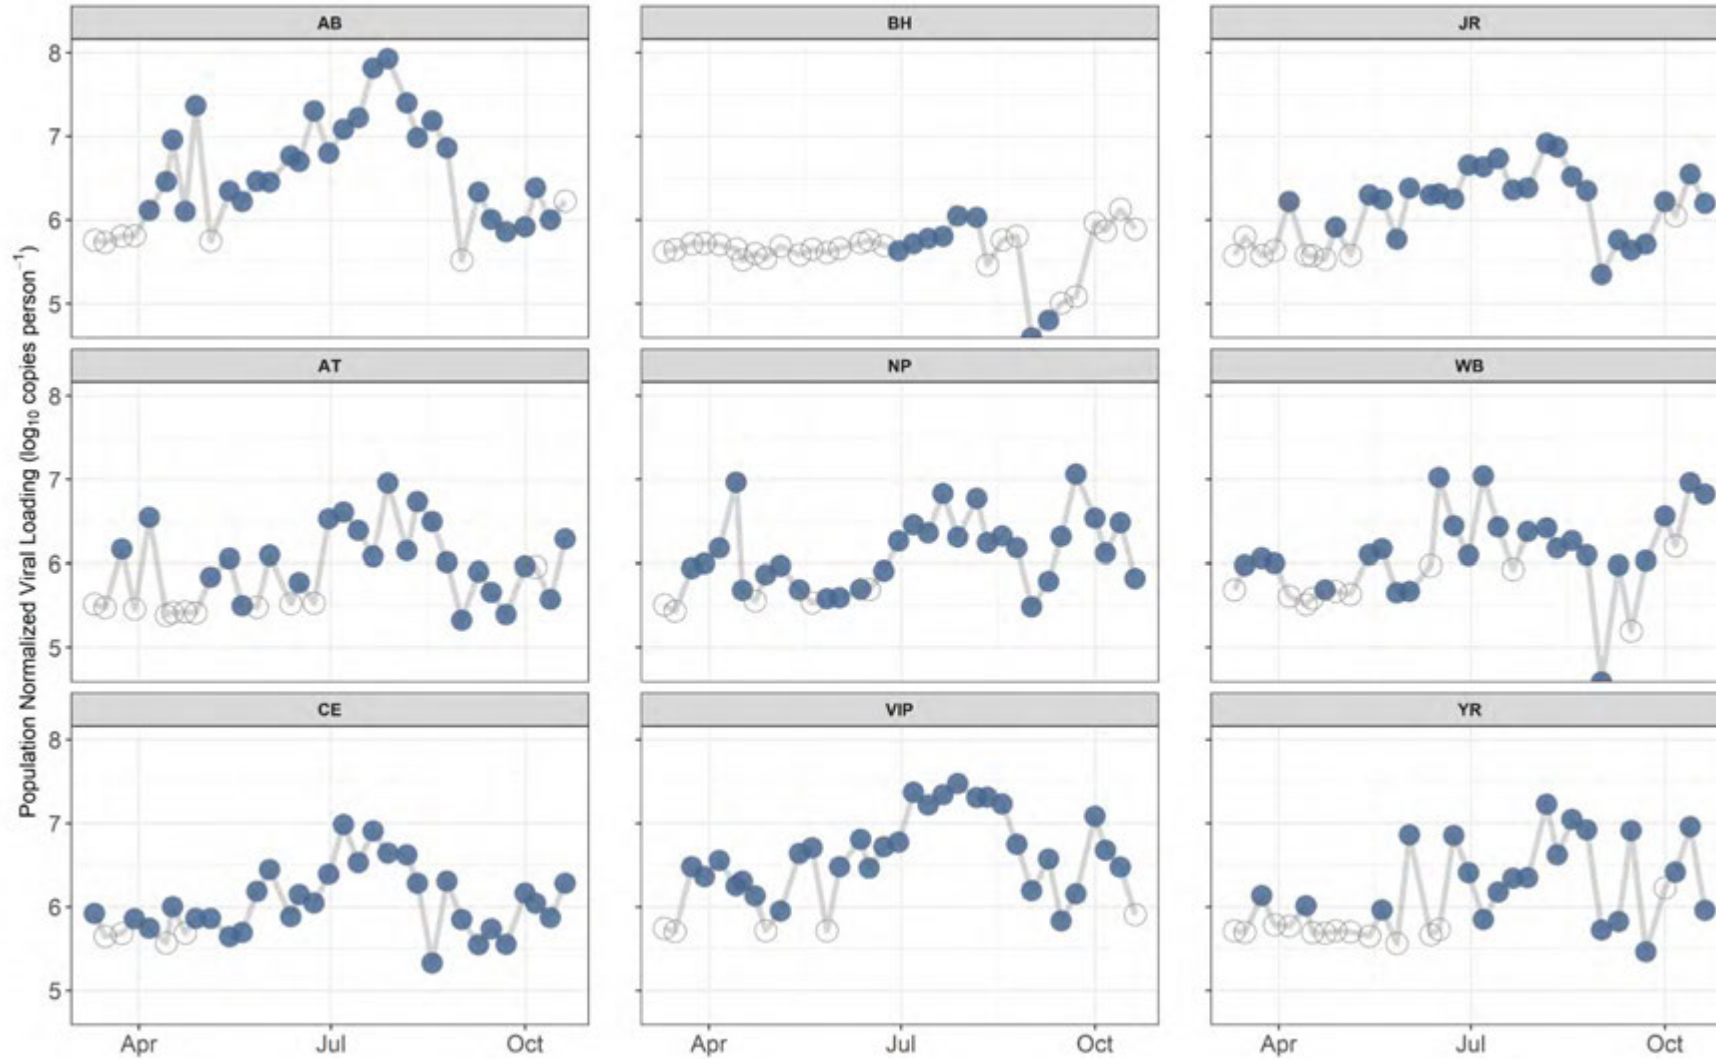 AB BH JR
8
7
6
5
AT NP WB
8
7
6
5
Population Normalized Viral Loading (log₁₀ copies person⁻¹)
CE VIP YR
8
7
6
5
Apr Jul Oct Apr Jul Oct Apr Jul Oct